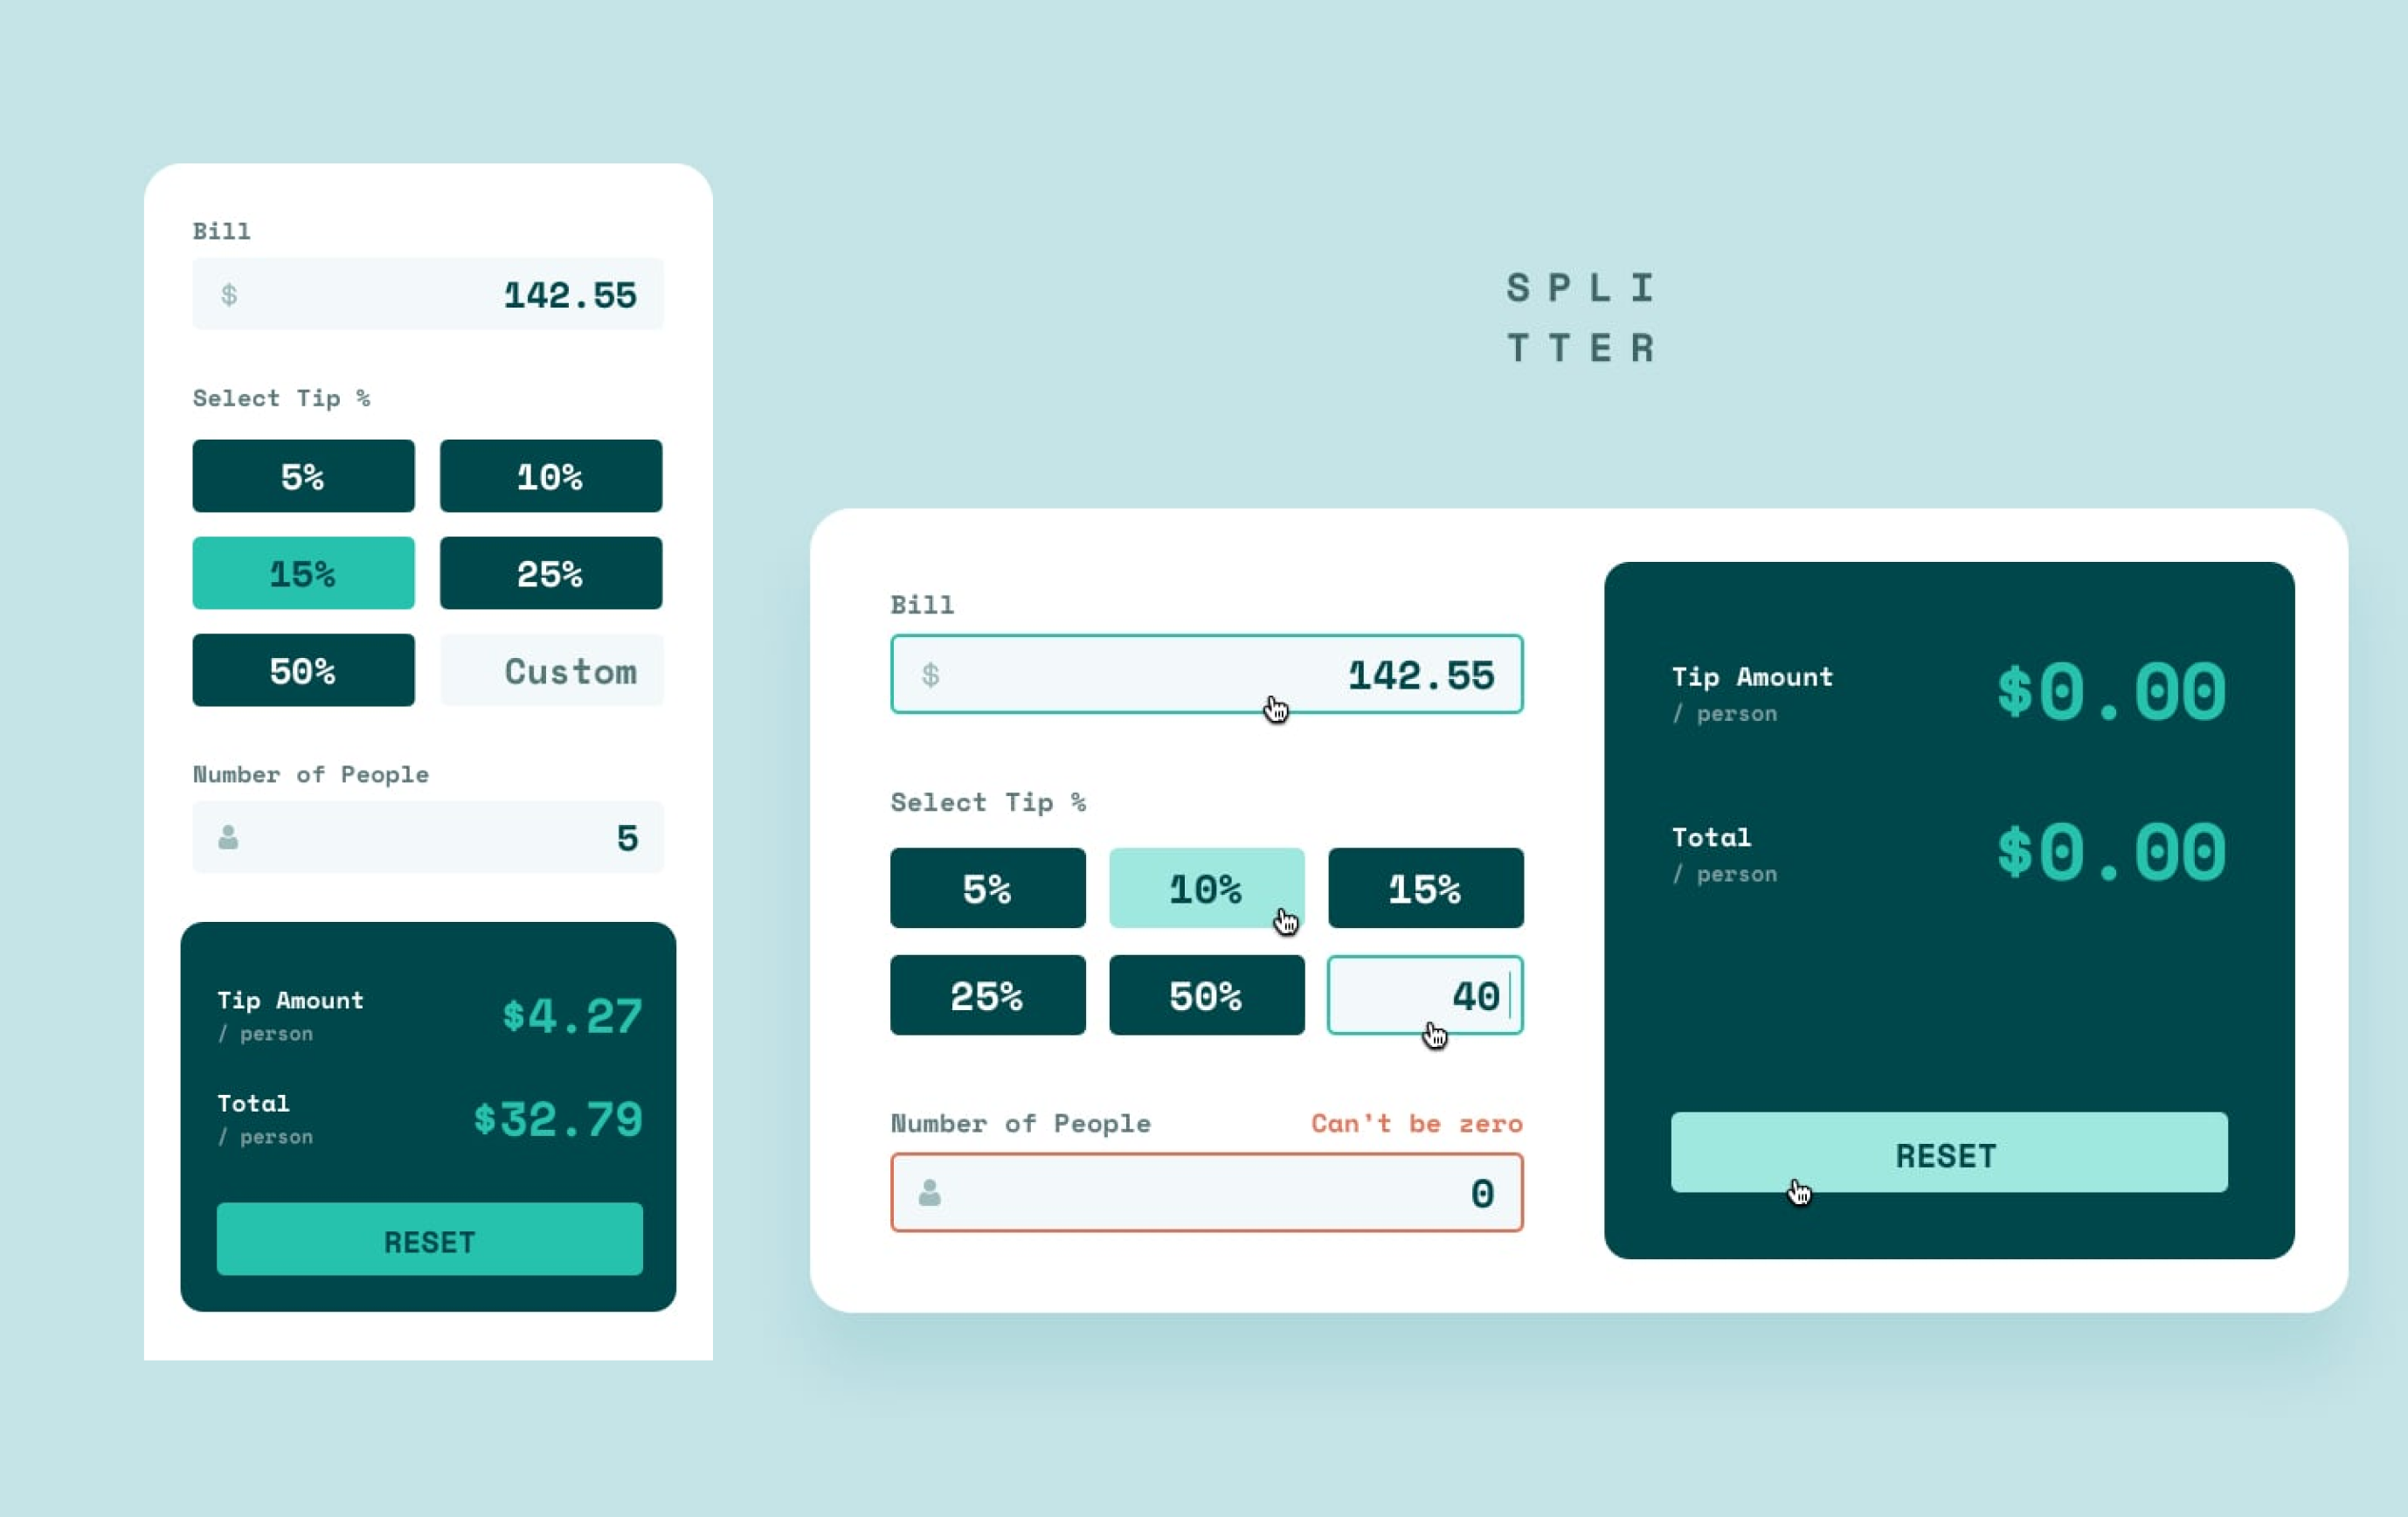 Bill
$ 142.55
Select Tip %
5% 10%
15% 25%
50% Custom
Number of People
5
Tip Amount $4.27
/ person
Total $32.79
/ person
RESET
SPLI
TTER
Bill
$ 142.55
Select Tip %
5% 10% 15%
25% 50% 40
Number of People Can't be zero
0
Tip Amount $0.00
/ person
Total $0.00
/ person
RESET